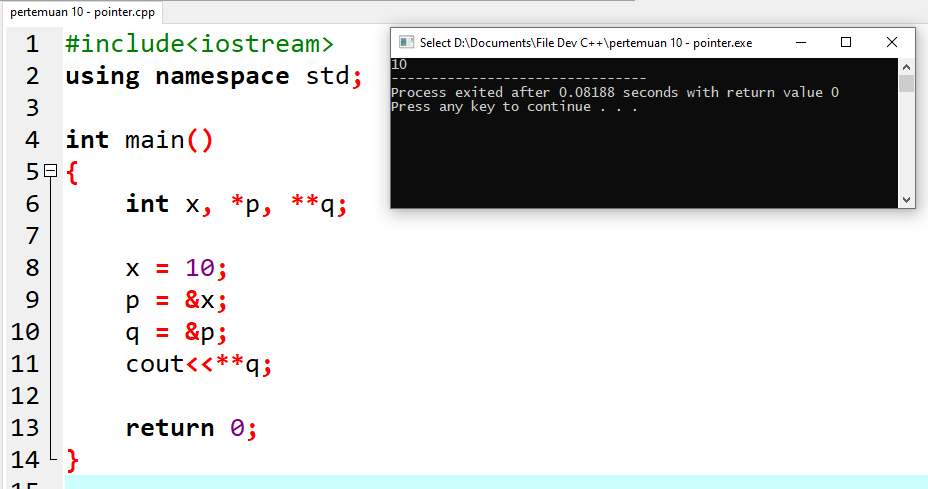 pertemuan 10 - pointer.cpp
1 #include<iostream>
2 using namespace std;
3
4 int main()
5 {
6 int x, *p, **q;
7
8 x = 10;
9 p = &x;
10 q = &p;
11 cout<<**q;
12
13 return 0;
14 }
15
Select D:\Documents\File Dev C++\pertemuan 10 - pointer.exe
10
--------------------------------
Process exited after 0.08188 seconds with return value 0
Press any key to continue . . .